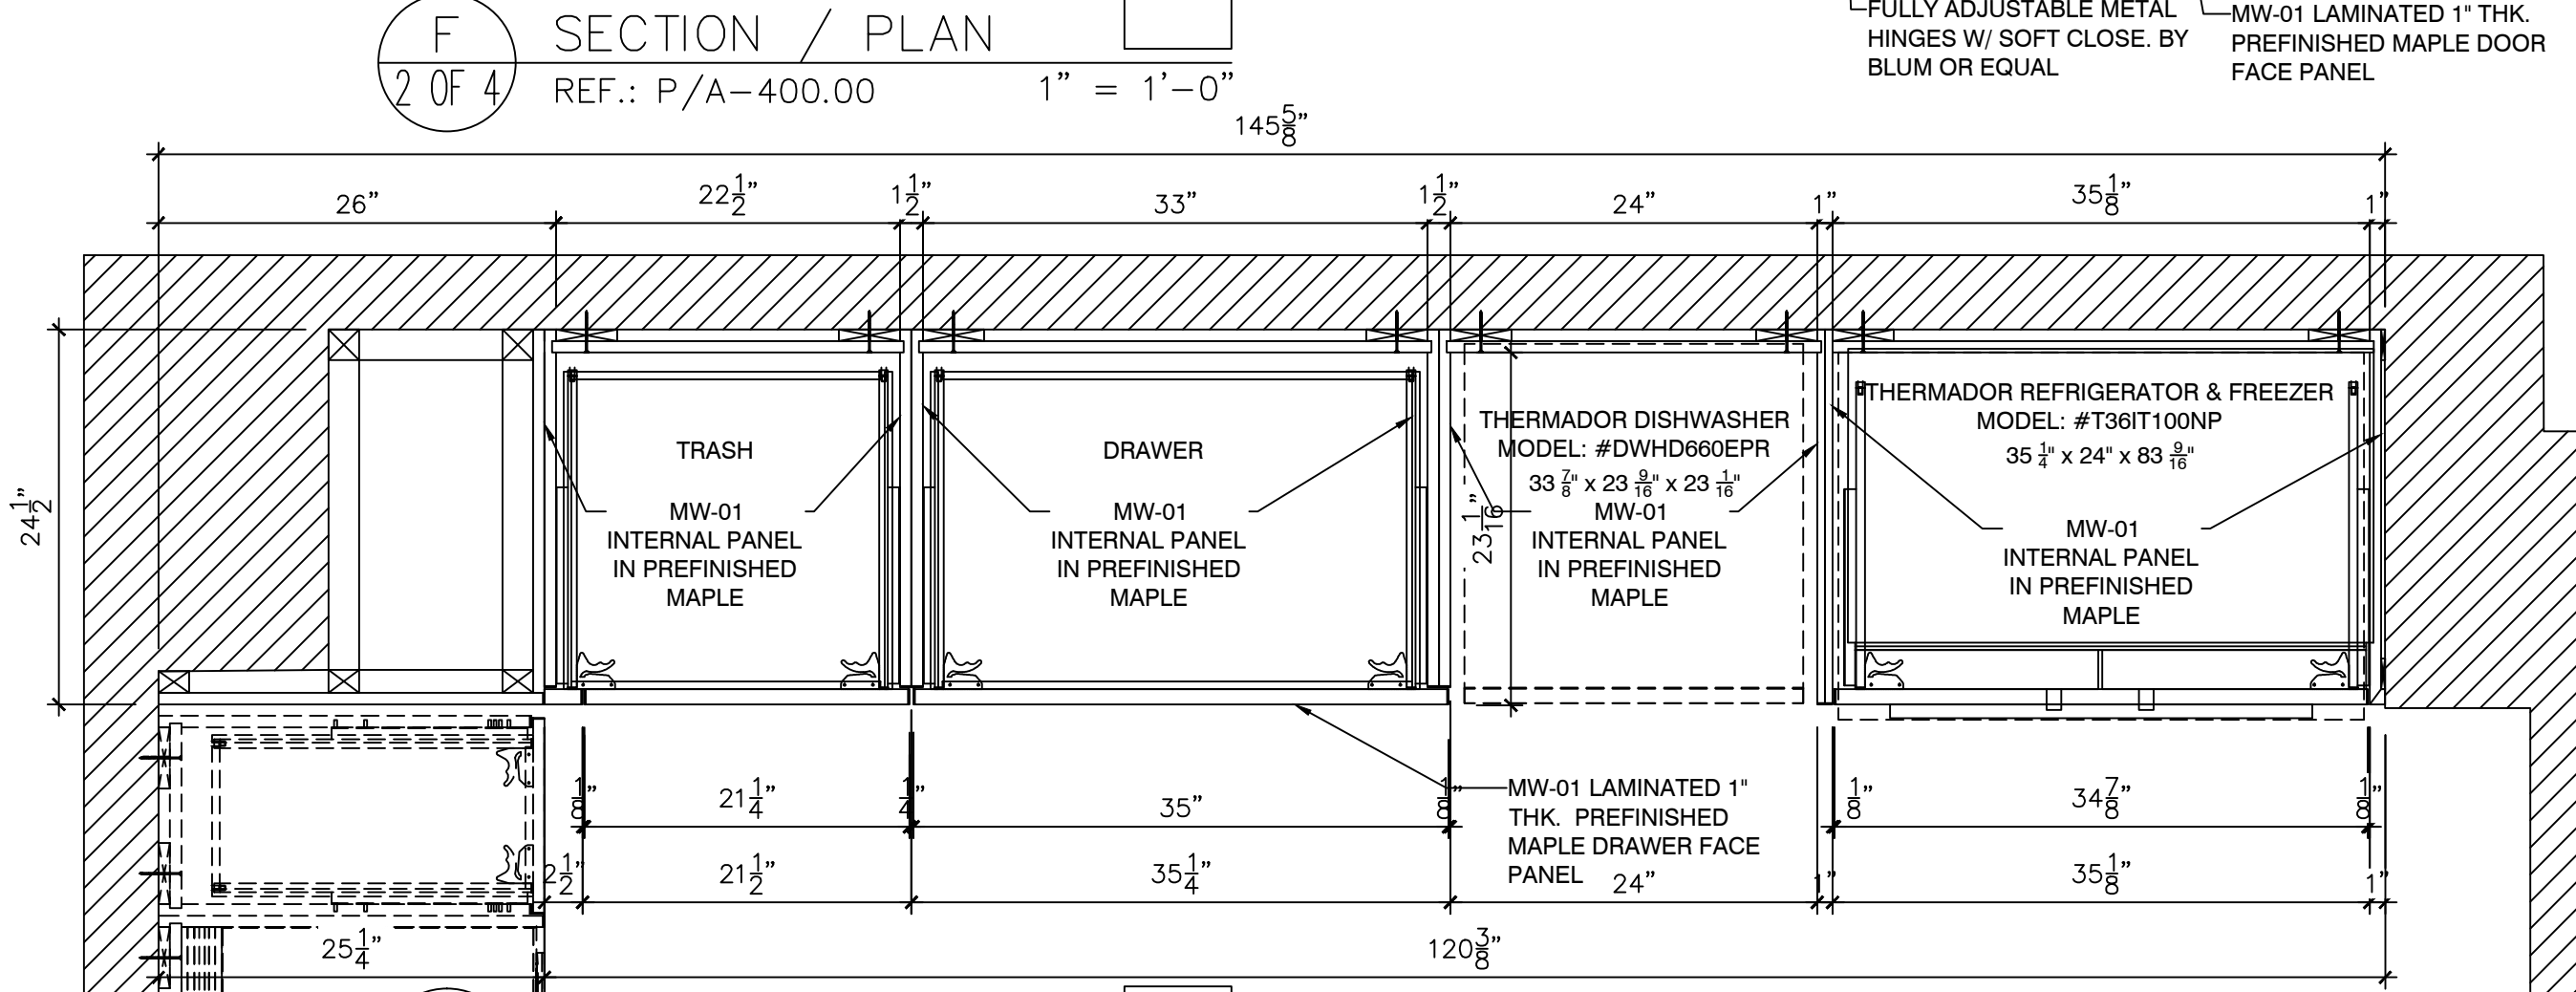 F
2 OF 4
SECTION / PLAN
REF.: P/A-400.00 1" = 1'-0"
FULLY ADJUSTABLE METAL
HINGES W/ SOFT CLOSE. BY
BLUM OR EQUAL
MW-01 LAMINATED 1" THK.
PREFINISHED MAPLE DOOR
FACE PANEL
145 5/8"
26" 22 1/2" 1 1/2" 33" 1 1/2" 24" 1" 35 1/8" 1"
24 1/2"
TRASH
MW-01
INTERNAL PANEL
IN PREFINISHED
MAPLE
DRAWER
MW-01
INTERNAL PANEL
IN PREFINISHED
MAPLE
THERMADOR DISHWASHER
MODEL: #DWHD660EPR
33 7/8" x 23 9/16" x 23 1/16"
MW-01
INTERNAL PANEL
IN PREFINISHED
MAPLE
23 1/16"
THERMADOR REFRIGERATOR & FREEZER
MODEL: #T36IT100NP
35 1/4" x 24" x 83 9/16"
MW-01
INTERNAL PANEL
IN PREFINISHED
MAPLE
1/8" 21 1/4" 1/4" 35" 1/8"
MW-01 LAMINATED 1"
THK. PREFINISHED
MAPLE DRAWER FACE
PANEL
1/8" 34 7/8" 1/8"
2 1/2" 21 1/2" 35 1/4" 24" 1" 35 1/8" 1"
25 1/4" 120 3/8"